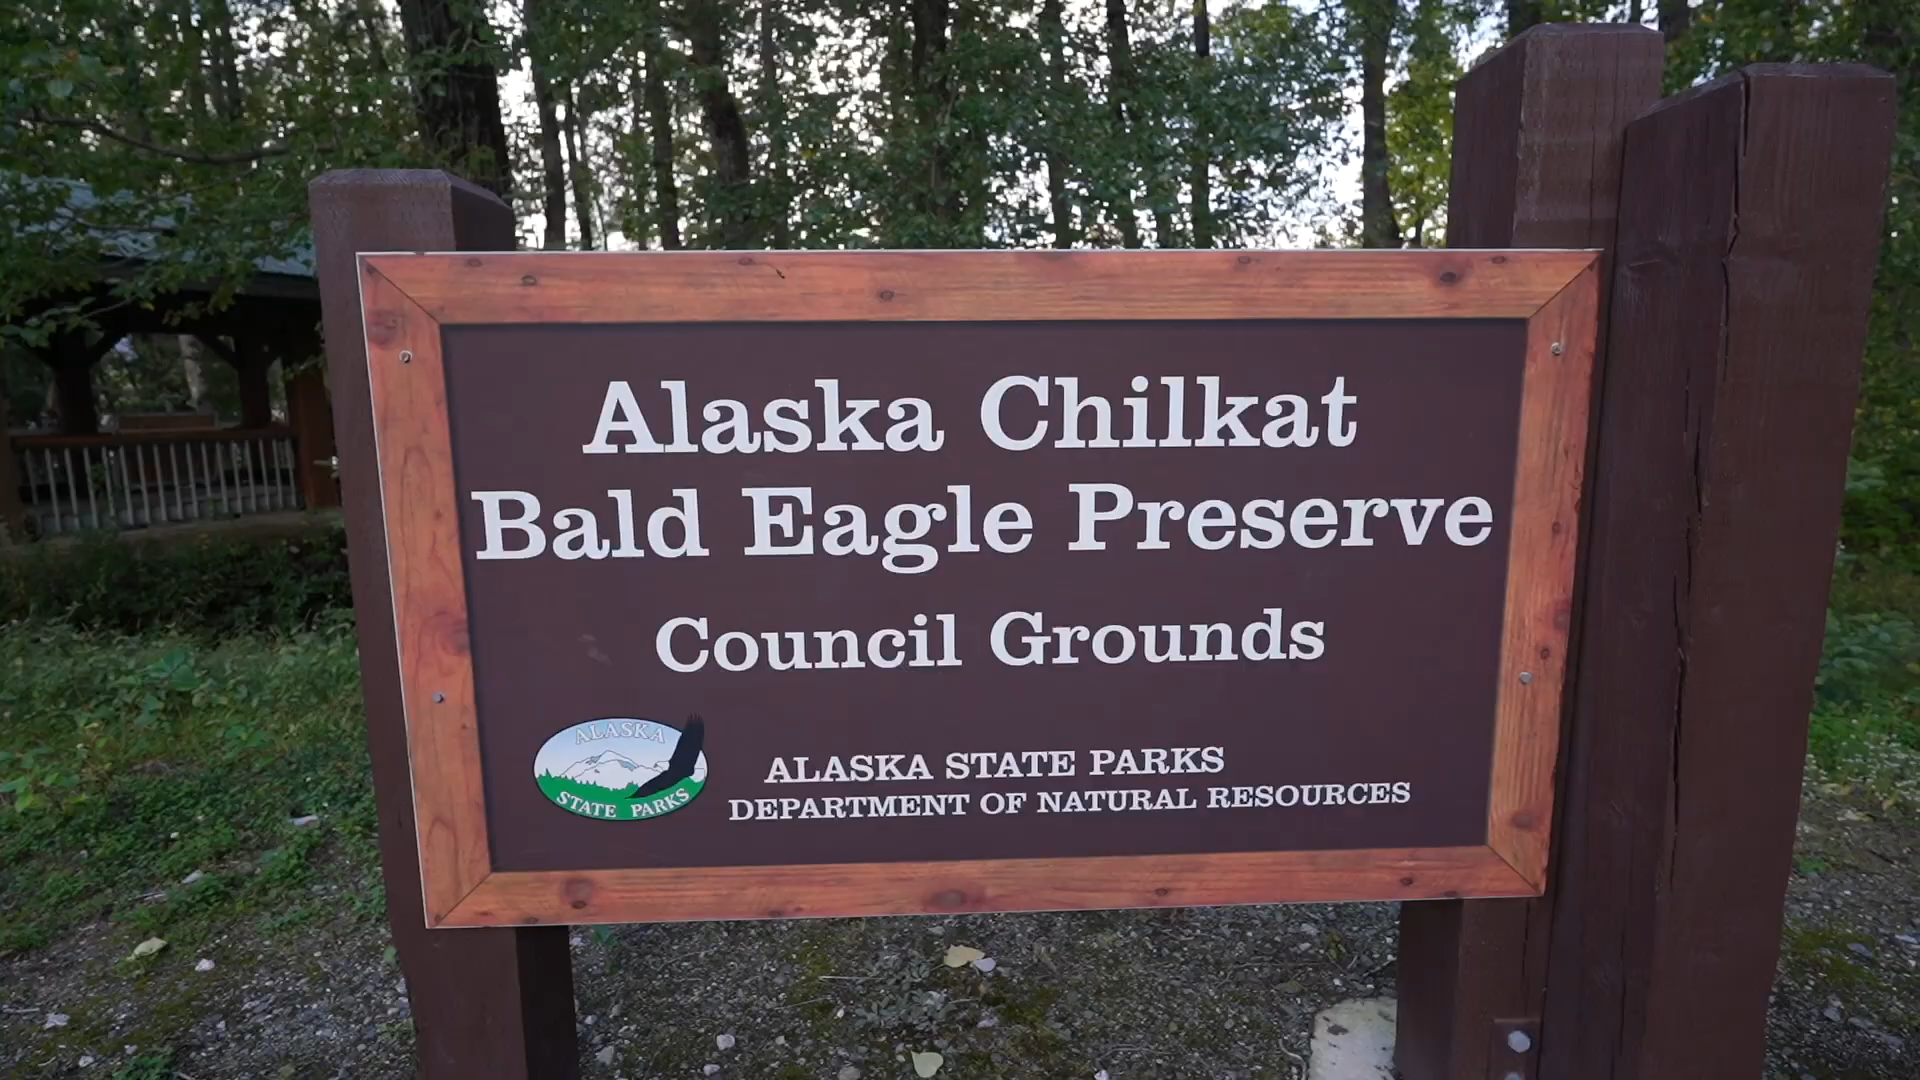 Alaska Chilkat
Bald Eagle Preserve
Council Grounds
ALASKA
STATE PARKS
ALASKA STATE PARKS
DEPARTMENT OF NATURAL RESOURCES